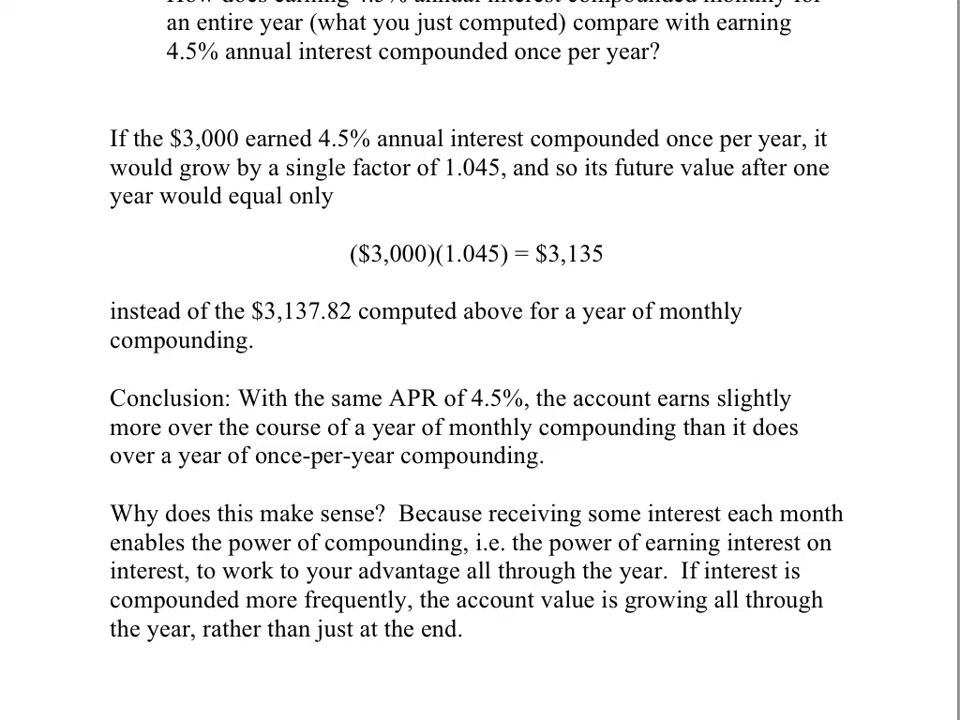 an entire year (what you just computed) compare with earning
4.5% annual interest compounded once per year?
If the $3,000 earned 4.5% annual interest compounded once per year, it
would grow by a single factor of 1.045, and so its future value after one
year would equal only
($3,000)(1.045) = $3,135
instead of the $3,137.82 computed above for a year of monthly
compounding.
Conclusion: With the same APR of 4.5%, the account earns slightly
more over the course of a year of monthly compounding than it does
over a year of once-per-year compounding.
Why does this make sense?  Because receiving some interest each month
enables the power of compounding, i.e. the power of earning interest on
interest, to work to your advantage all through the year.  If interest is
compounded more frequently, the account value is growing all through
the year, rather than just at the end.